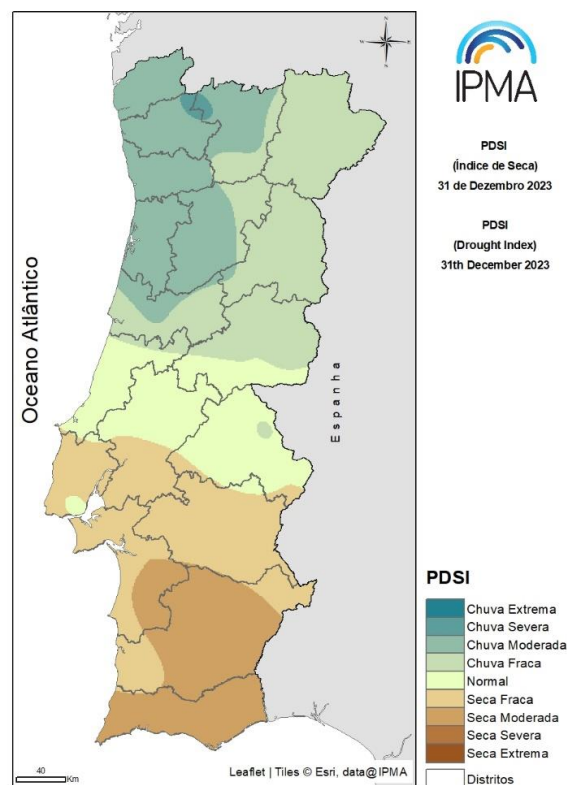 IPMA
PDSI
(Índice de Seca)
31 de Dezembro 2023
PDSI
(Drought Index)
31th December 2023
Oceano Atlântico
Espanha
PDSI
Chuva Extrema
Chuva Severa
Chuva Moderada
Chuva Fraca
Normal
Seca Fraca
Seca Moderada
Seca Severa
Seca Extrema
Distritos
40
Km
Leaflet | Tiles © Esri, data@IPMA